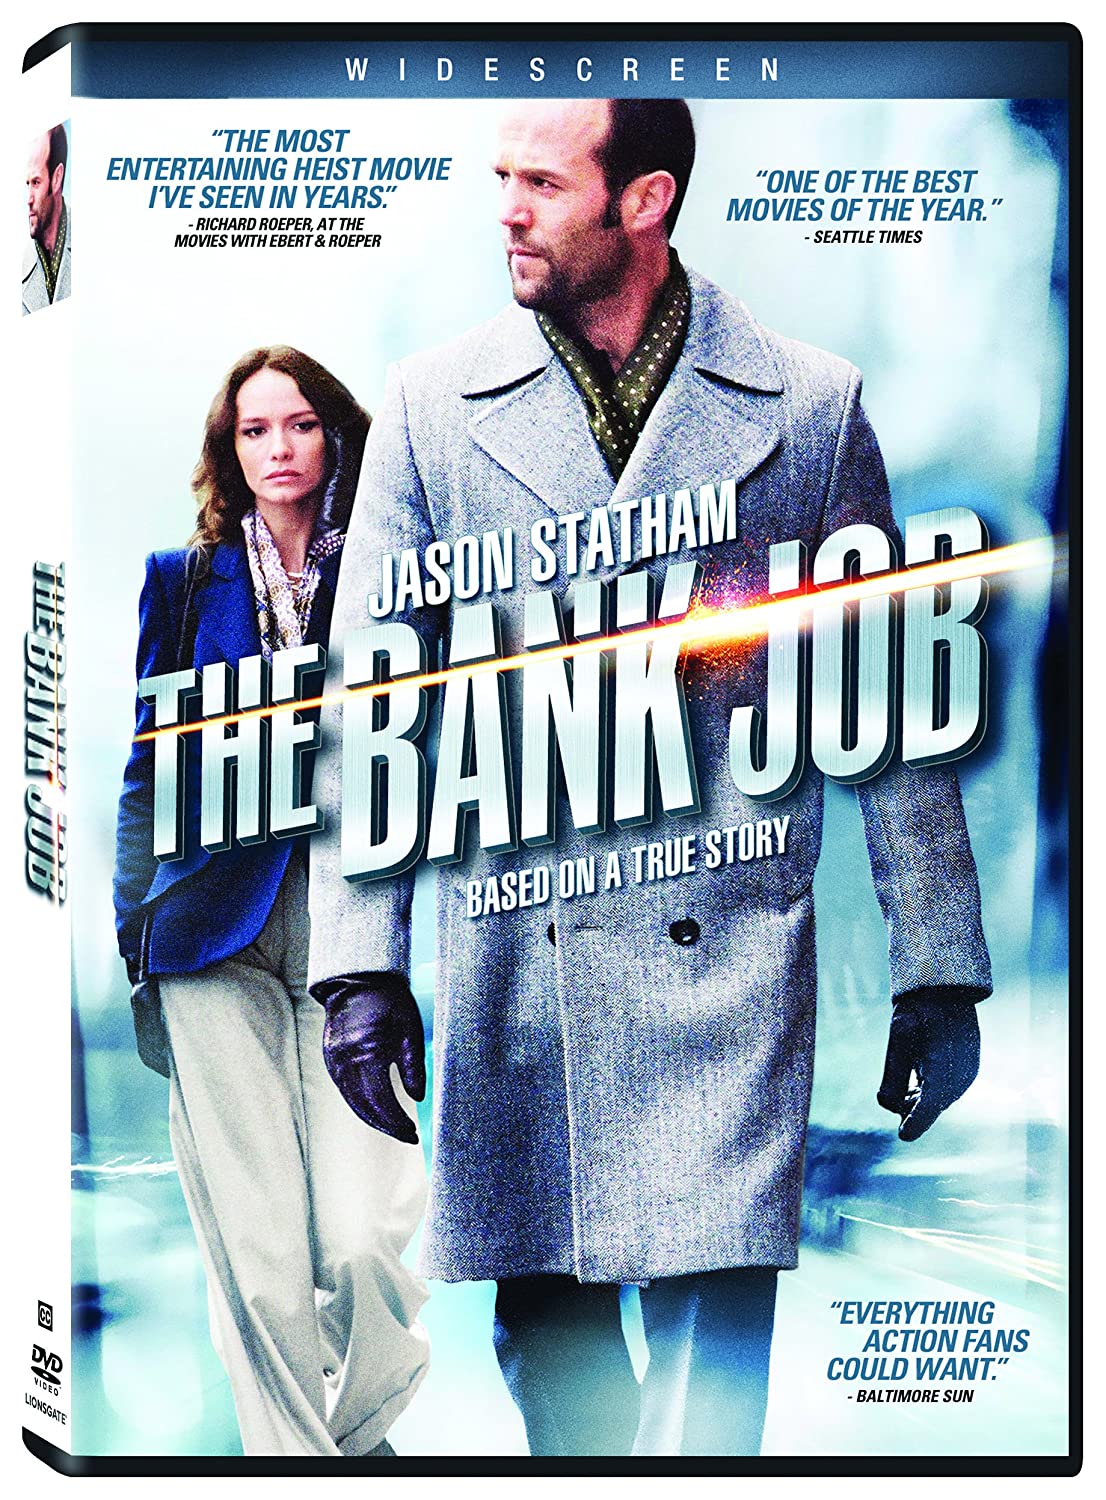 WIDESCREEN
“THE MOST
ENTERTAINING HEIST MOVIE
I'VE SEEN IN YEARS.”
- RICHARD ROEPER, AT THE
MOVIES WITH EBERT & ROEPER
“ONE OF THE BEST
MOVIES OF THE YEAR.”
- SEATTLE TIMES
JASON STATHAM
THE BANK JOB
BASED ON A TRUE STORY
“EVERYTHING
ACTION FANS
COULD WANT.”
- BALTIMORE SUN
THE BANK JOB
CC
DVD
VIDEO
LIONSGATE